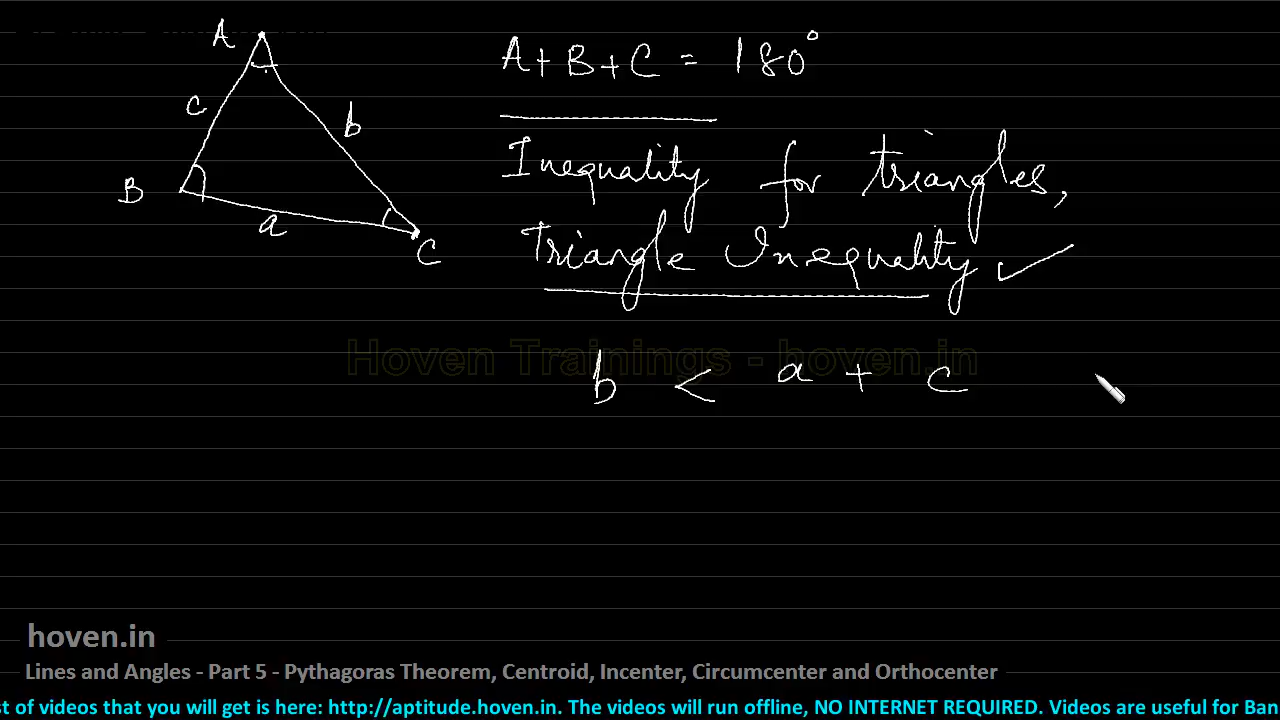 A
A+B+C = 180°
c
b
B
a
C
Inequality for triangles,
Triangle Inequality ✓
Hoven Trainings - hoven.in
b < a + c
hoven.in
Lines and Angles - Part 5 - Pythagoras Theorem, Centroid, Incenter, Circumcenter and Orthocenter
st of videos that you will get is here: http://aptitude.hoven.in. The videos will run offline, NO INTERNET REQUIRED. Videos are useful for Ban